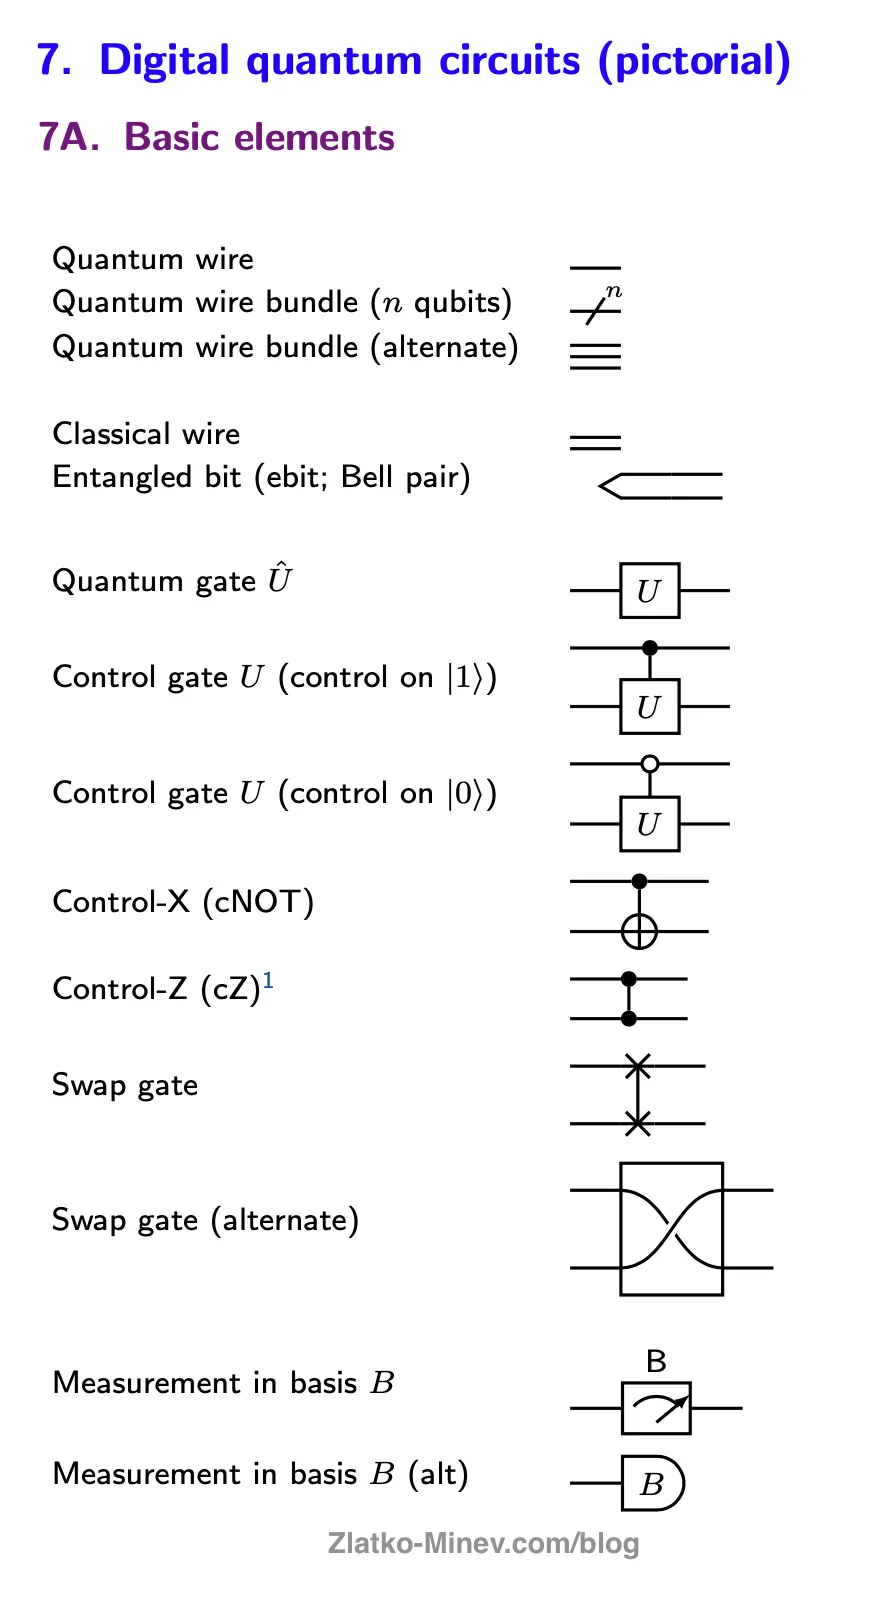 7. Digital quantum circuits (pictorial)
7A. Basic elements
Quantum wire
Quantum wire bundle (n qubits) n
Quantum wire bundle (alternate)
Classical wire
Entangled bit (ebit; Bell pair)
Quantum gate Û U
Control gate U (control on |1⟩) U
Control gate U (control on |0⟩) U
Control-X (cNOT)
Control-Z (cZ)¹
Swap gate
Swap gate (alternate)
B
Measurement in basis B
Measurement in basis B (alt) B
Zlatko-Minev.com/blog